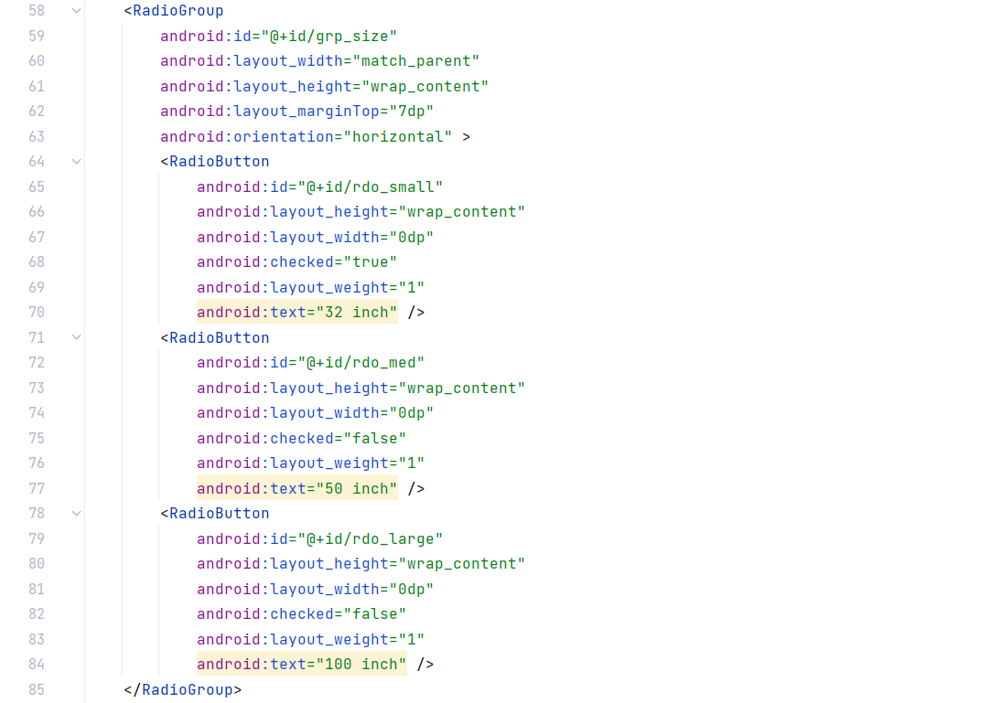 58 <RadioGroup
59 android:id="@+id/grp_size"
60 android:layout_width="match_parent"
61 android:layout_height="wrap_content"
62 android:layout_marginTop="7dp"
63 android:orientation="horizontal" >
64 <RadioButton
65 android:id="@+id/rdo_small"
66 android:layout_height="wrap_content"
67 android:layout_width="0dp"
68 android:checked="true"
69 android:layout_weight="1"
70 android:text="32 inch" />
71 <RadioButton
72 android:id="@+id/rdo_med"
73 android:layout_height="wrap_content"
74 android:layout_width="0dp"
75 android:checked="false"
76 android:layout_weight="1"
77 android:text="50 inch" />
78 <RadioButton
79 android:id="@+id/rdo_large"
80 android:layout_height="wrap_content"
81 android:layout_width="0dp"
82 android:checked="false"
83 android:layout_weight="1"
84 android:text="100 inch" />
85 </RadioGroup>